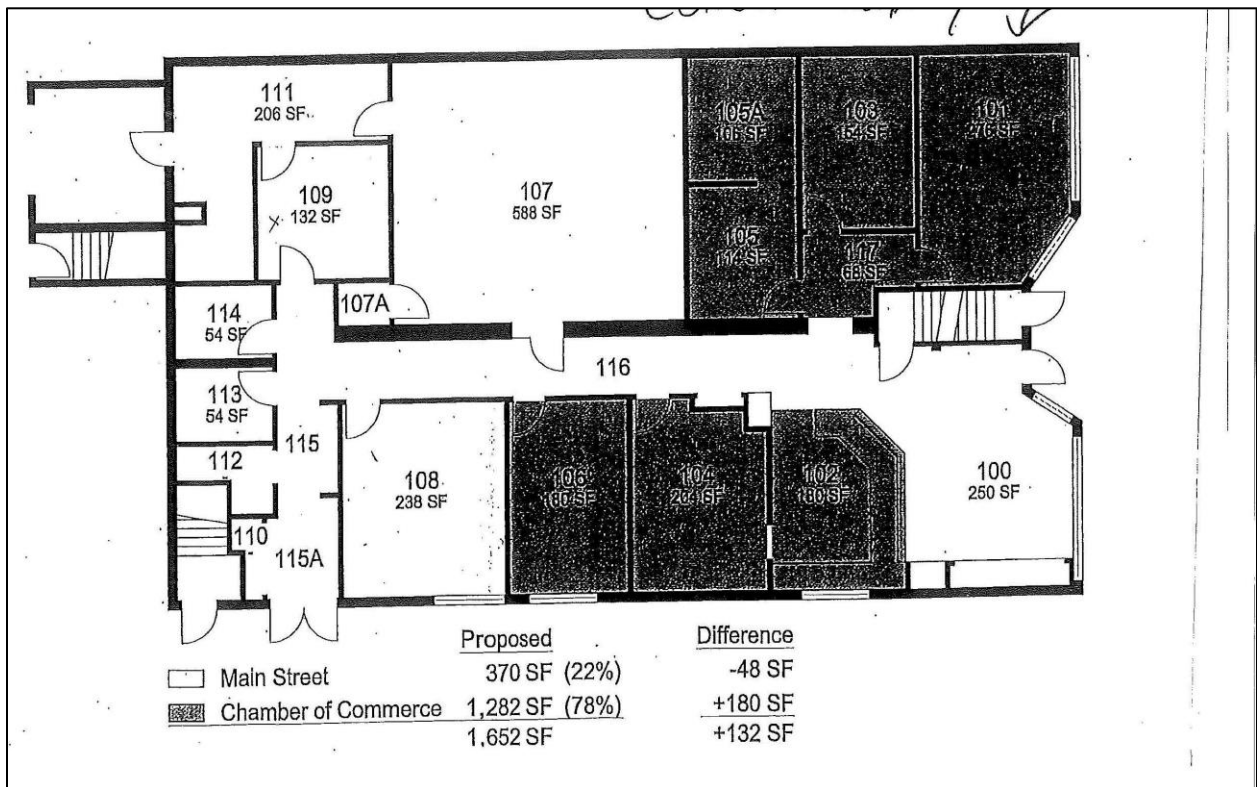 111
206 SF
109
132 SF
107
588 SF
105A
106 SF
103
154 SF
101
276 SF
105
114 SF
117
68 SF
107A
114
54 SF
113
54 SF
112
110
115
115A
116
108
238 SF
106
180 SF
104
204 SF
102
180 SF
100
250 SF
Proposed Difference
Main Street 370 SF (22%) -48 SF
Chamber of Commerce 1,282 SF (78%) +180 SF
1,652 SF +132 SF